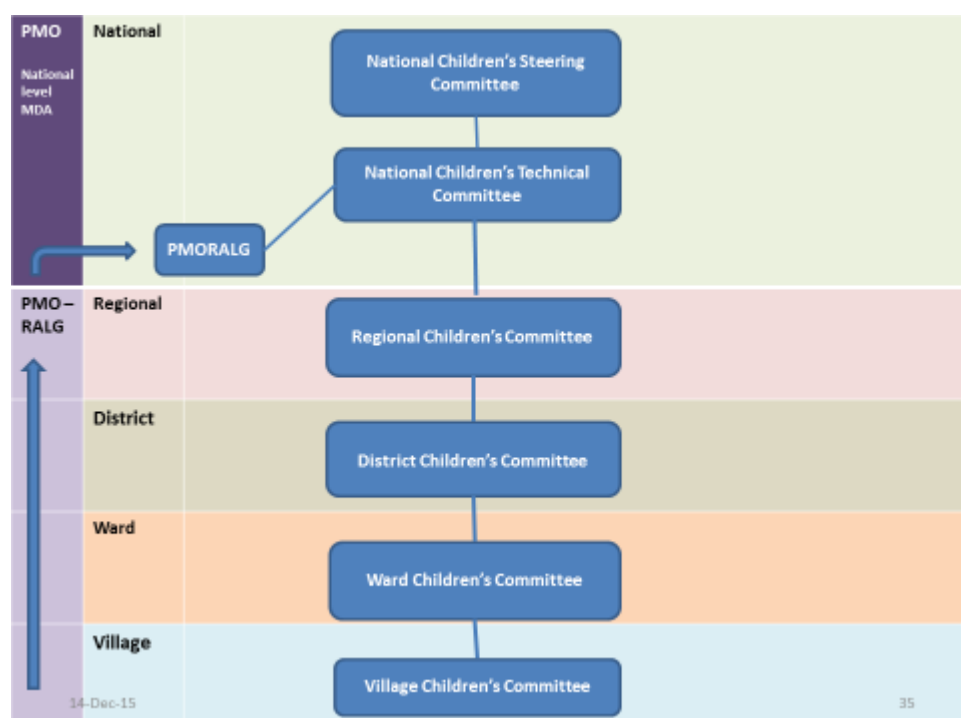 PMO
National
level
MDA
National
National Children's Steering
Committee
National Children's Technical
Committee
PMORALG
PMO –
RALG
Regional
Regional Children's Committee
District
District Children's Committee
Ward
Ward Children's Committee
Village
Village Children's Committee
14-Dec-15
35